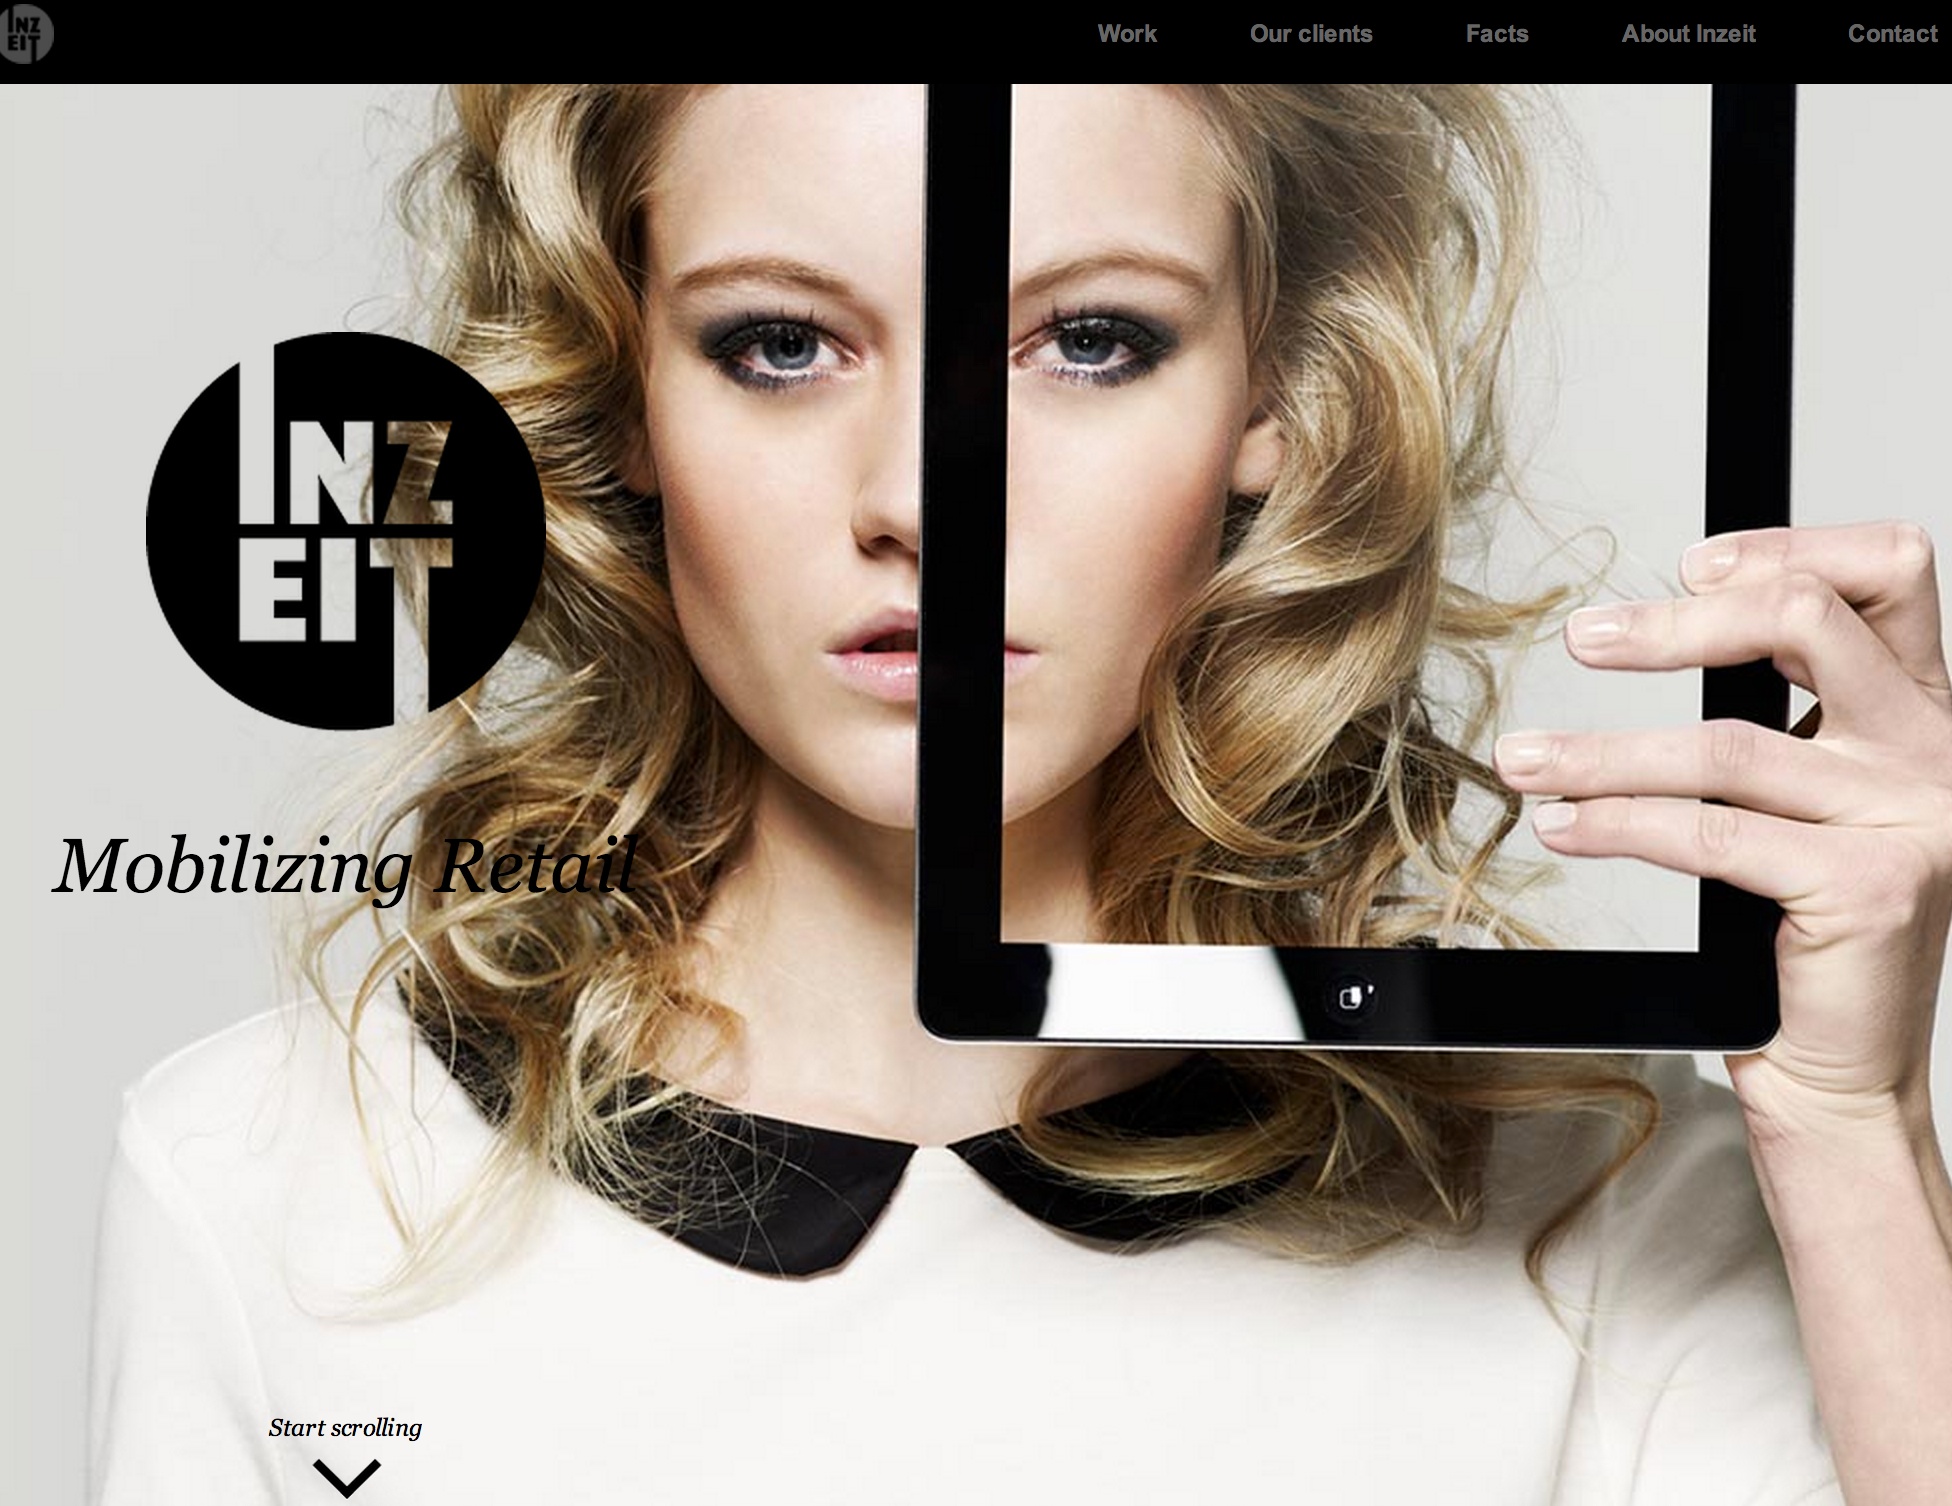 INZ
EIT
Work
Our clients
Facts
About Inzeit
Contact
INZ
EIT
Mobilizing Retail
Start scrolling